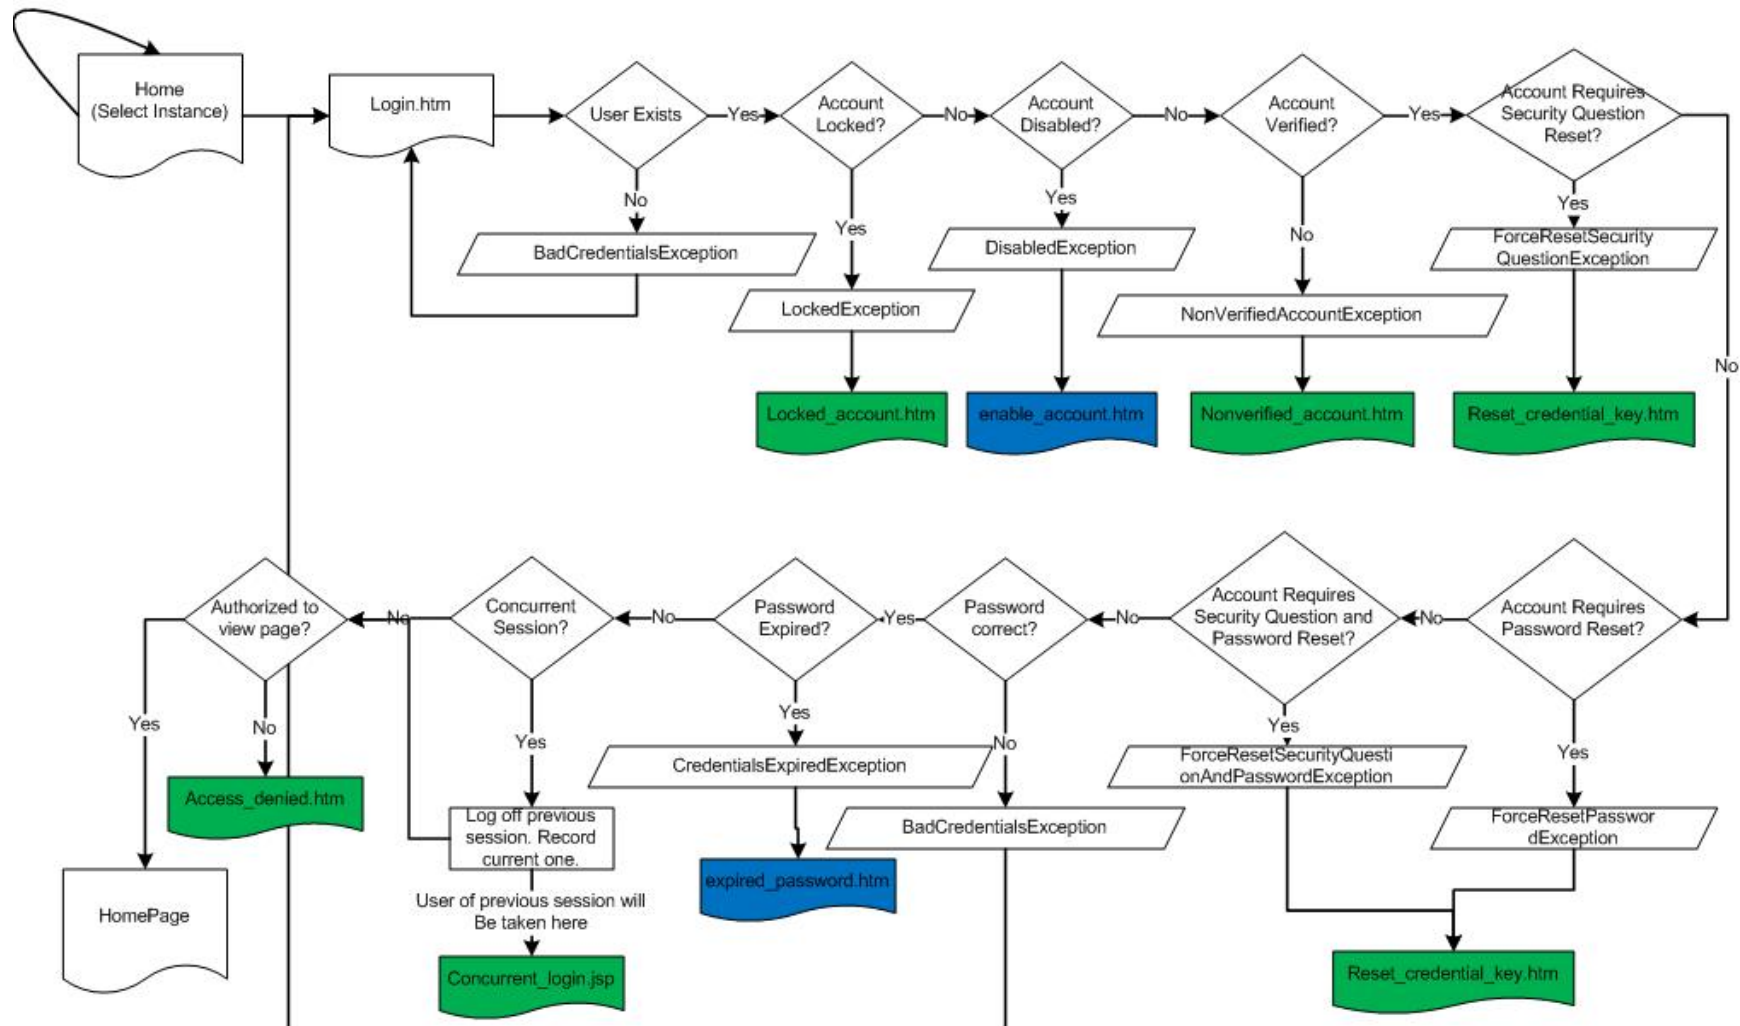 Home
(Select Instance)
Login.htm
User Exists
Yes
Account
Locked?
No
Account
Disabled?
No
Account
Verified?
Yes
Account Requires
Security Question
Reset?
No
BadCredentialsException
Yes
LockedException
Yes
DisabledException
No
NonVerifiedAccountException
Yes
ForceResetSecurity
QuestionException
No
Locked_account.htm
enable_account.htm
Nonverified_account.htm
Reset_credential_key.htm
Authorized to
view page?
No
Concurrent
Session?
No
Password
Expired?
Yes
Password
correct?
No
Account Requires
Security Question and
Password Reset?
No
Account Requires
Password Reset?
Yes
No
Yes
Yes
No
Yes
Yes
Access_denied.htm
Log off previous
session. Record
current one.
CredentialsExpiredException
BadCredentialsException
ForceResetSecurityQuesti
onAndPasswordException
ForceResetPasswor
dException
HomePage
User of previous session will
Be taken here
expired_password.htm
Concurrent_login.jsp
Reset_credential_key.htm